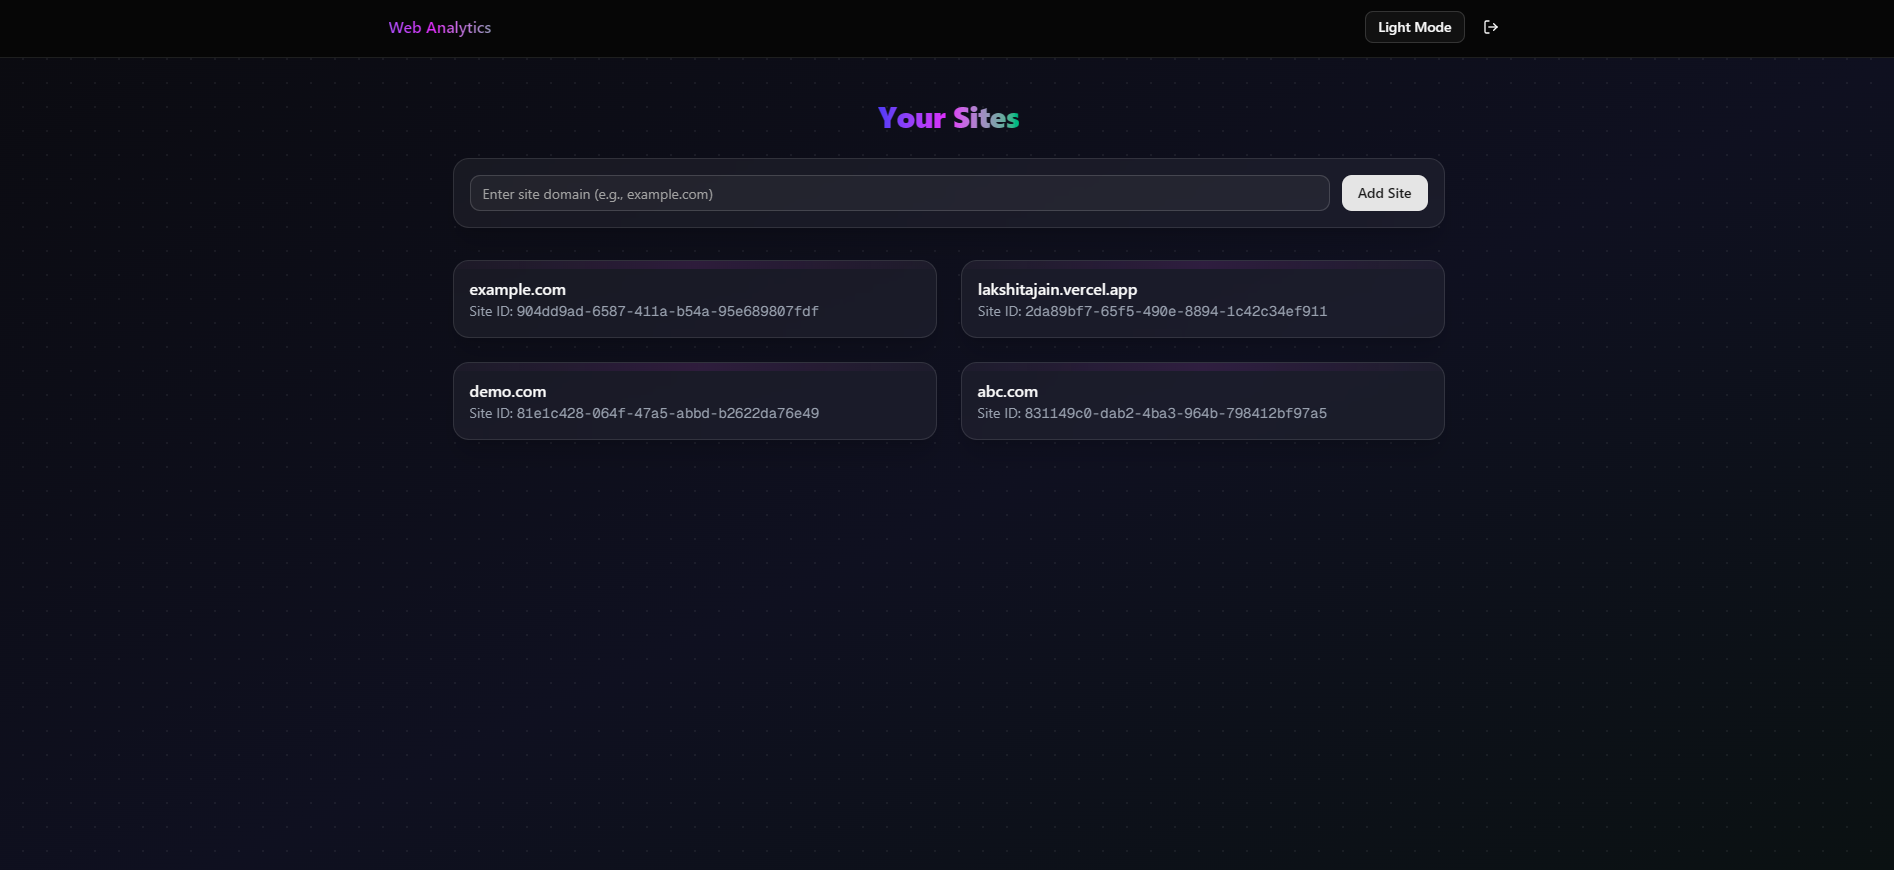 Web Analytics
Light Mode
Your Sites
Enter site domain (e.g., example.com)
Add Site
example.com
Site ID: 904dd9ad-6587-411a-b54a-95e689807fdf
lakshitajain.vercel.app
Site ID: 2da89bf7-65f5-490e-8894-1c42c34ef911
demo.com
Site ID: 81e1c428-064f-47a5-abbd-b2622da76e49
abc.com
Site ID: 831149c0-dab2-4ba3-964b-798412bf97a5